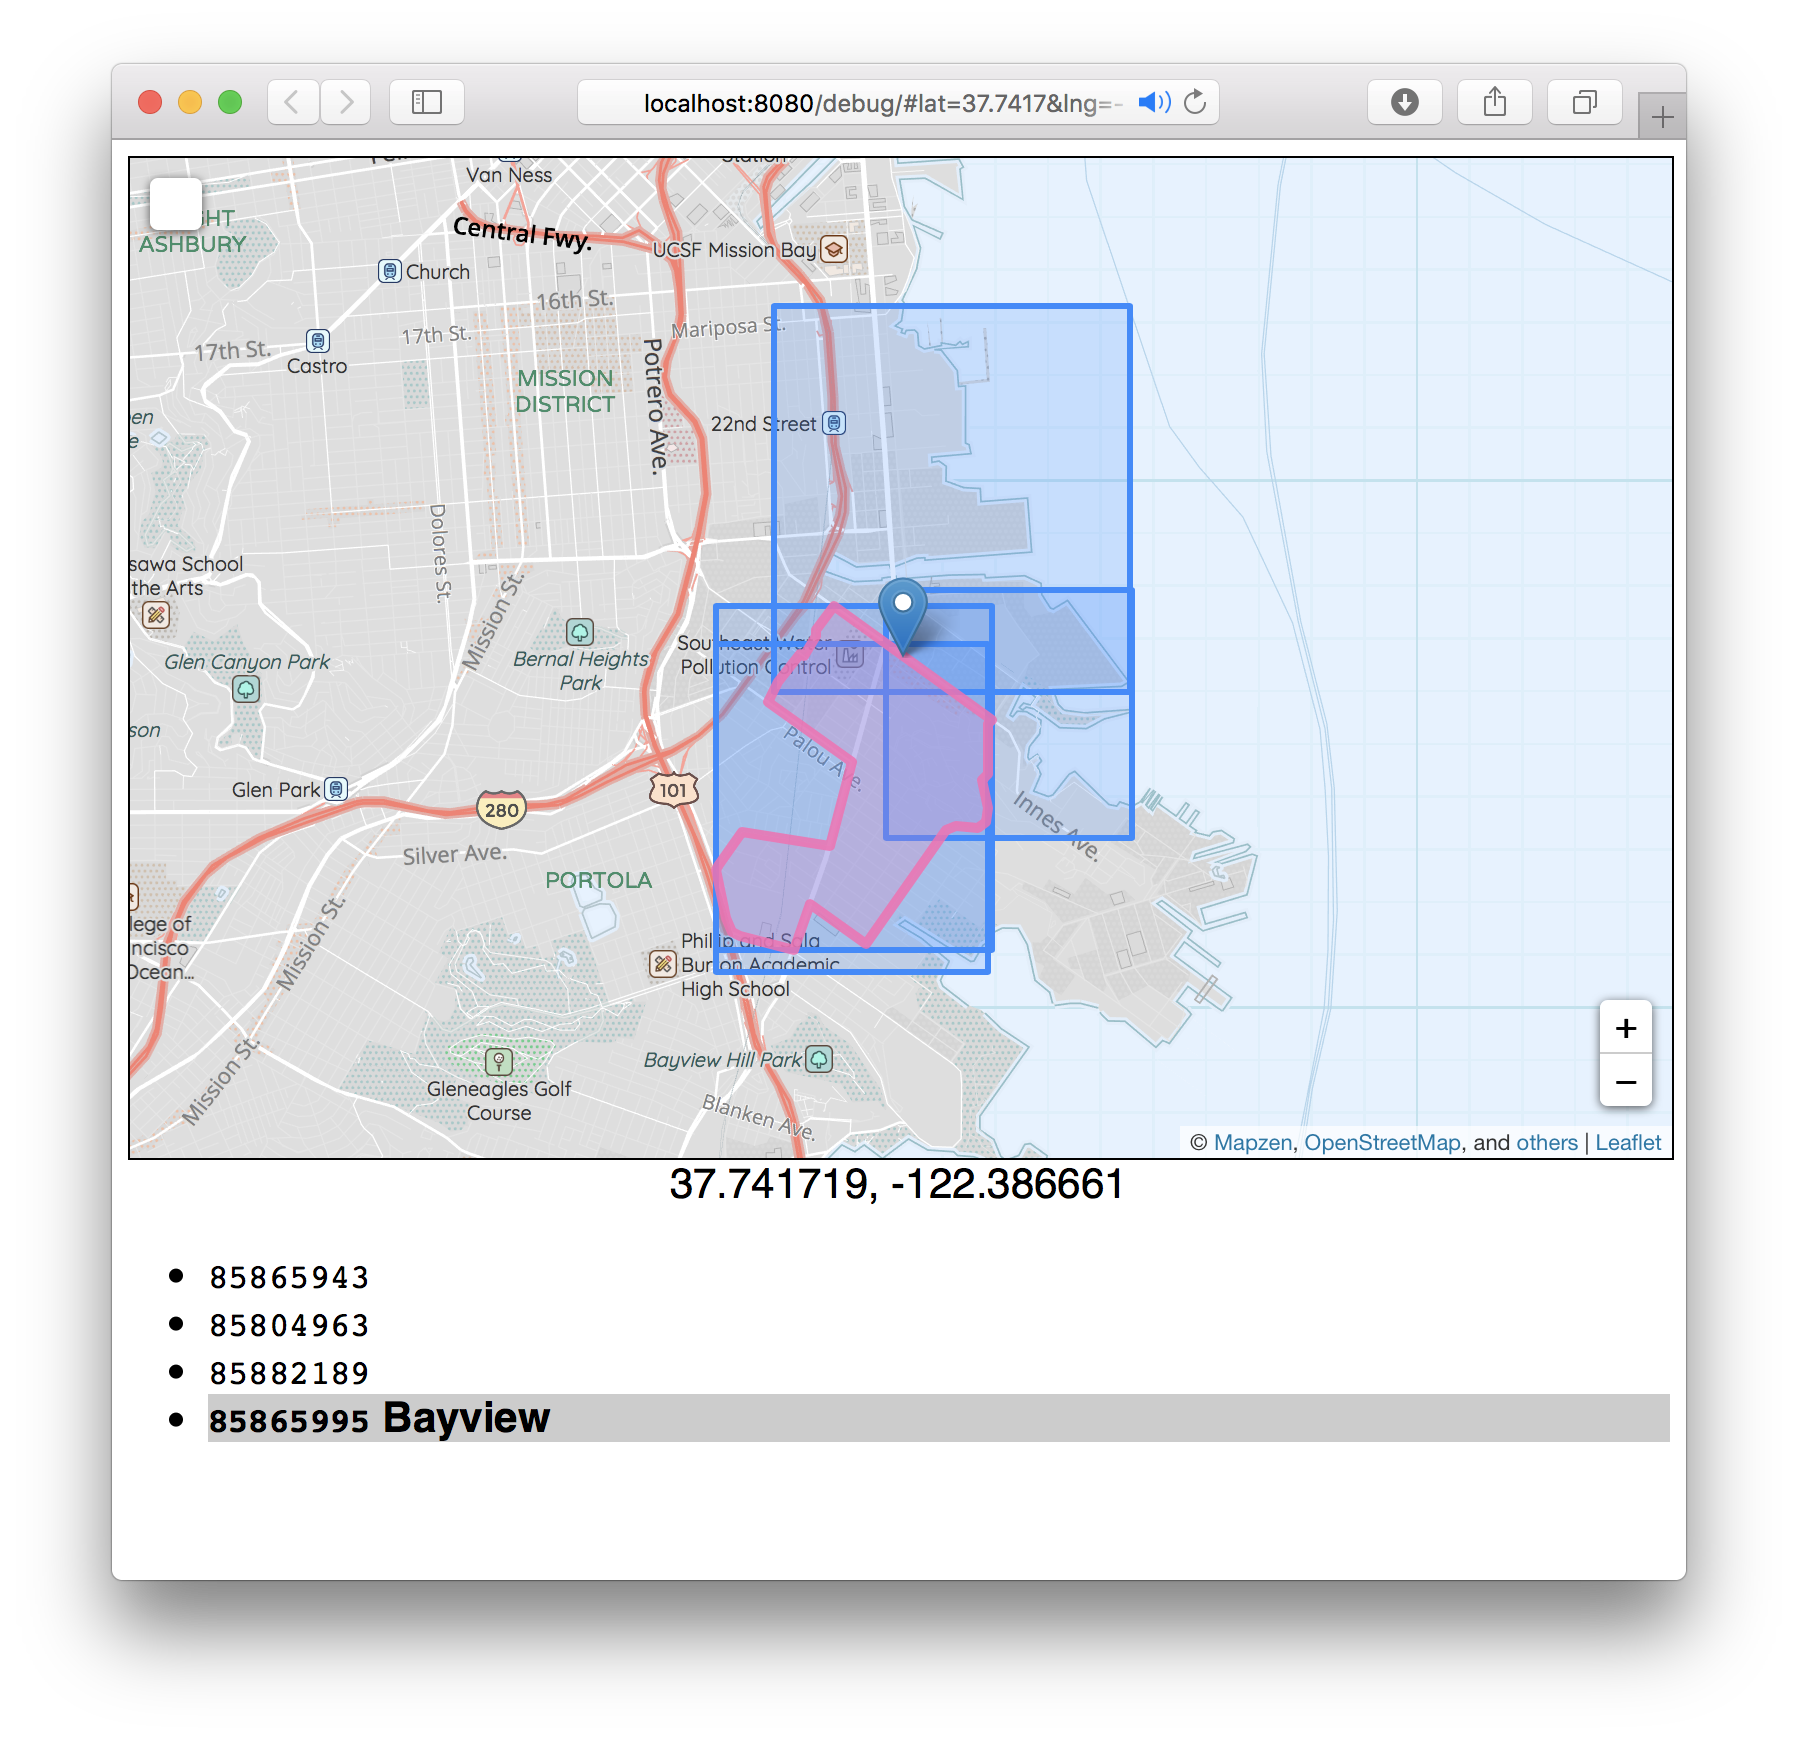 localhost:8080/debug/#lat=37.7417&lng=-
Van Ness
Station
HT
ASHBURY
Central Fwy.
UCSF Mission Bay
Church
16th St.
17th St.
Mariposa St.
17th St.
Castro
Potrero Ave.
MISSION
DISTRICT
22nd Street
en
e
Dolores St.
sawa School
the Arts
Mission St.
Southeast Water
Pollution Control
Glen Canyon Park
Bernal Heights
Park
son
Palou Ave.
Glen Park
101
280
Innes Ave.
Silver Ave.
PORTOLA
Mission St.
lege of
ncisco
Ocean...
Phillip and Sala
Burton Academic
High School
Mission St.
Bayview Hill Park
Gleneagles Golf
Course
Blanken Ave.
+
−
© Mapzen, OpenStreetMap, and others | Leaflet
37.741719, -122.386661
• 85865943
• 85804963
• 85882189
• 85865995 Bayview